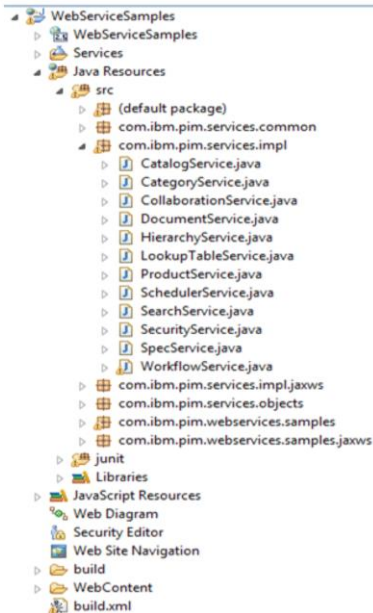 WebServiceSamples
WebServiceSamples
Services
Java Resources
src
(default package)
com.ibm.pim.services.common
com.ibm.pim.services.impl
CatalogService.java
CategoryService.java
CollaborationService.java
DocumentService.java
HierarchyService.java
LookupTableService.java
ProductService.java
SchedulerService.java
SearchService.java
SecurityService.java
SpecService.java
WorkflowService.java
com.ibm.pim.services.impl.jaxws
com.ibm.pim.services.objects
com.ibm.pim.webservices.samples
com.ibm.pim.webservices.samples.jaxws
junit
Libraries
JavaScript Resources
Web Diagram
Security Editor
Web Site Navigation
build
WebContent
build.xml